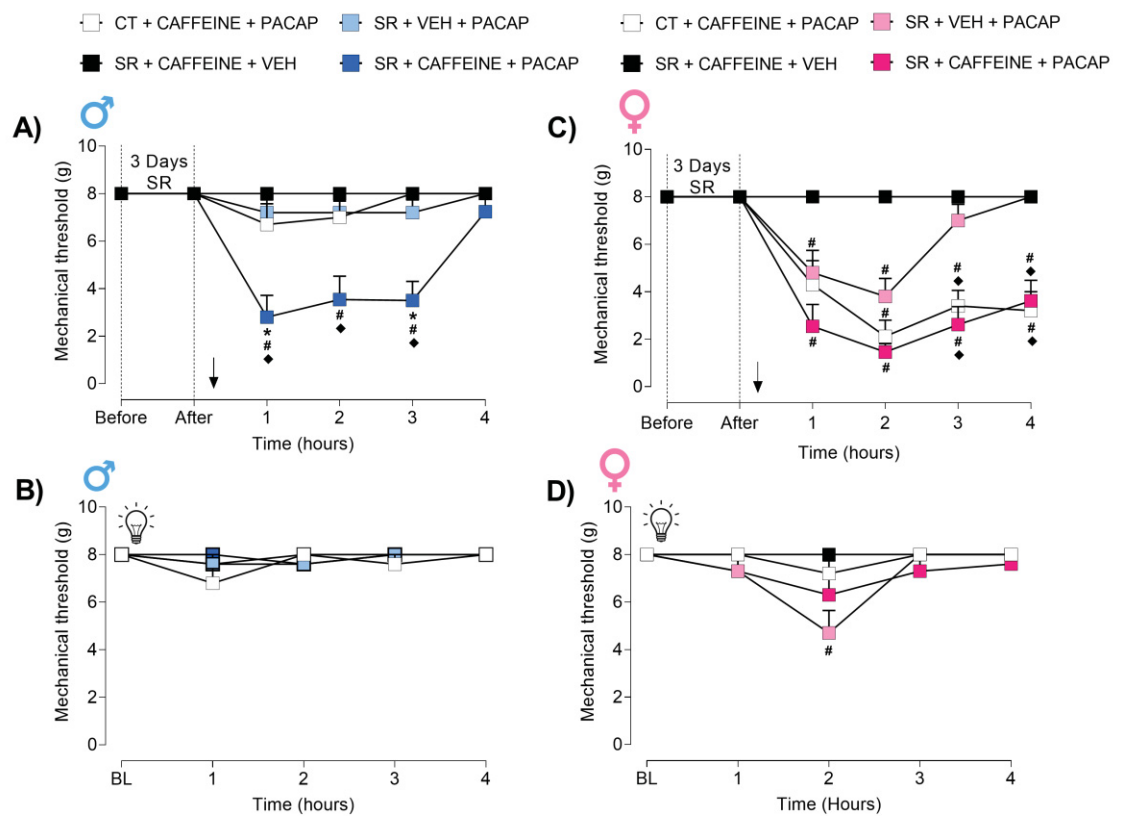 CT + CAFFEINE + PACAP
SR + VEH + PACAP
SR + CAFFEINE + VEH
SR + CAFFEINE + PACAP
CT + CAFFEINE + PACAP
SR + VEH + PACAP
SR + CAFFEINE + VEH
SR + CAFFEINE + PACAP
A)
Mechanical threshold (g)
10
8
6
4
2
0
3 Days
SR
*
#
◆
#
◆
*
#
◆
Before
After
1
2
3
4
Time (hours)
C)
Mechanical threshold (g)
10
8
6
4
2
0
3 Days
SR
#
#
#
◆
#
◆
#
#
#
#
◆
#
◆
Before
After
1
2
3
4
Time (hours)
B)
Mechanical threshold (g)
10
8
6
4
2
0
BL
1
2
3
4
Time (hours)
D)
Mechanical threshold (g)
10
8
6
4
2
0
#
BL
1
2
3
4
Time (Hours)